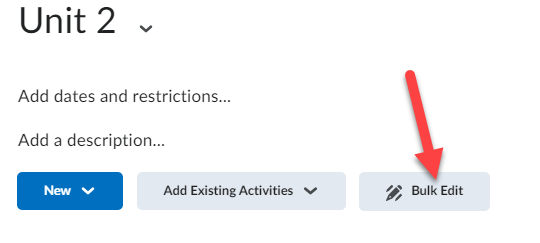 Unit 2
Add dates and restrictions...
Add a description...
New Add Existing Activities Bulk Edit